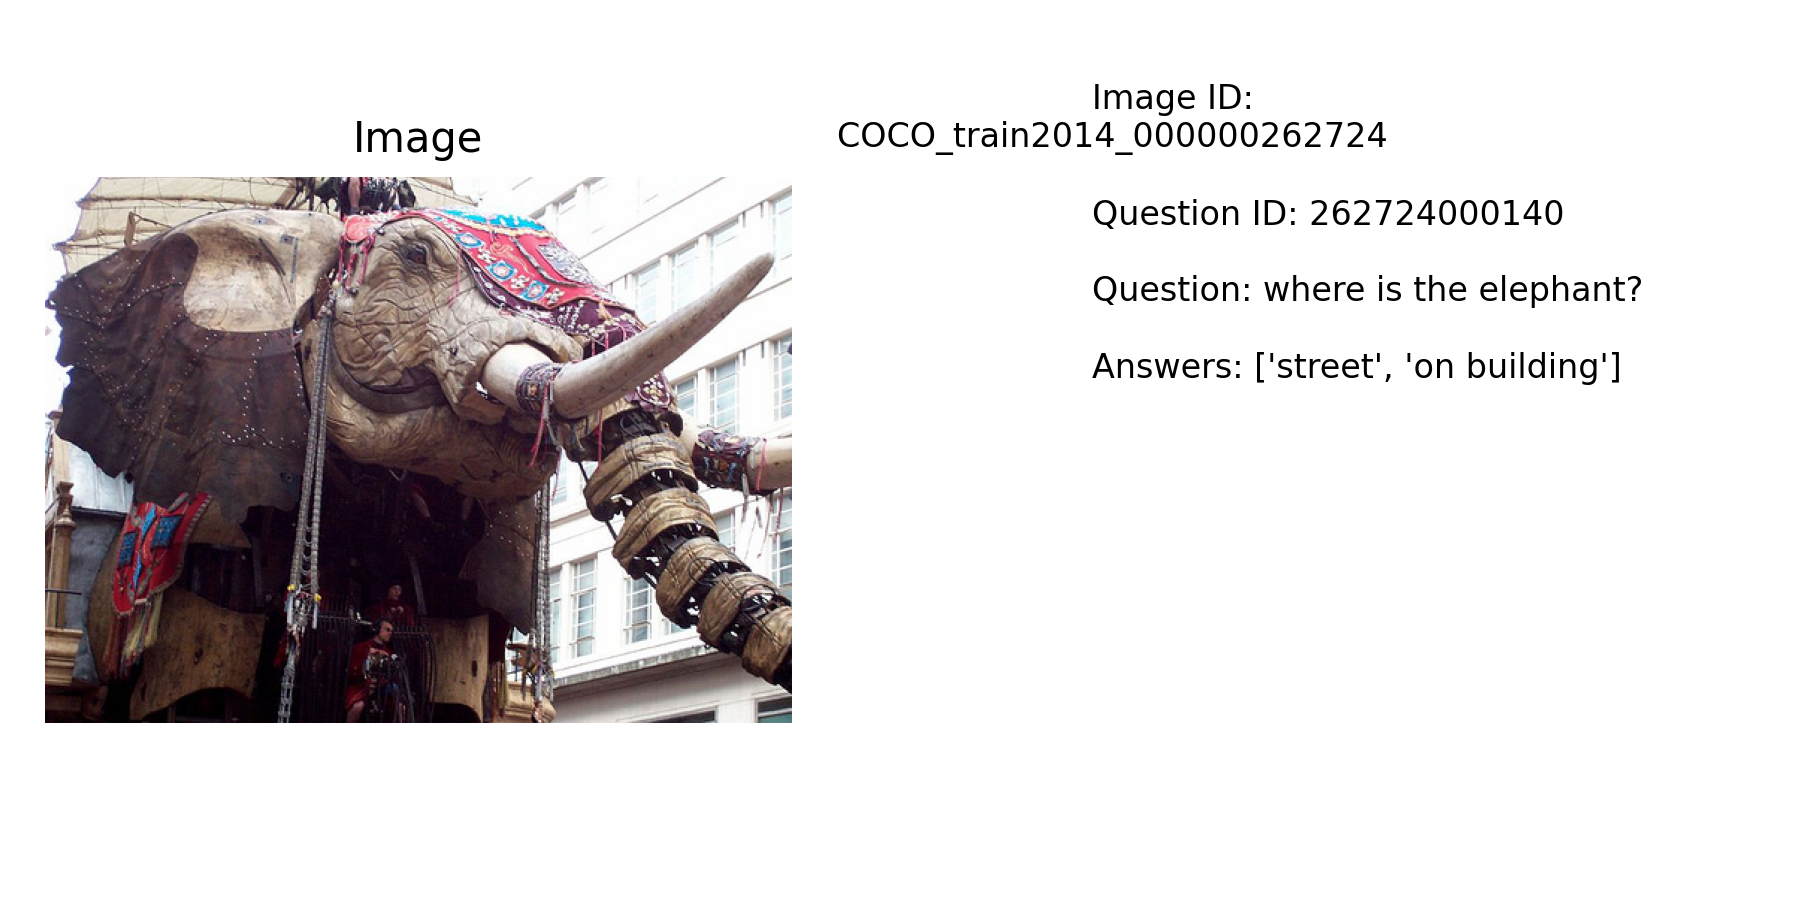 Image
Image ID:
COCO_train2014_000000262724
Question ID: 262724000140
Question: where is the elephant?
Answers: ['street', 'on building']